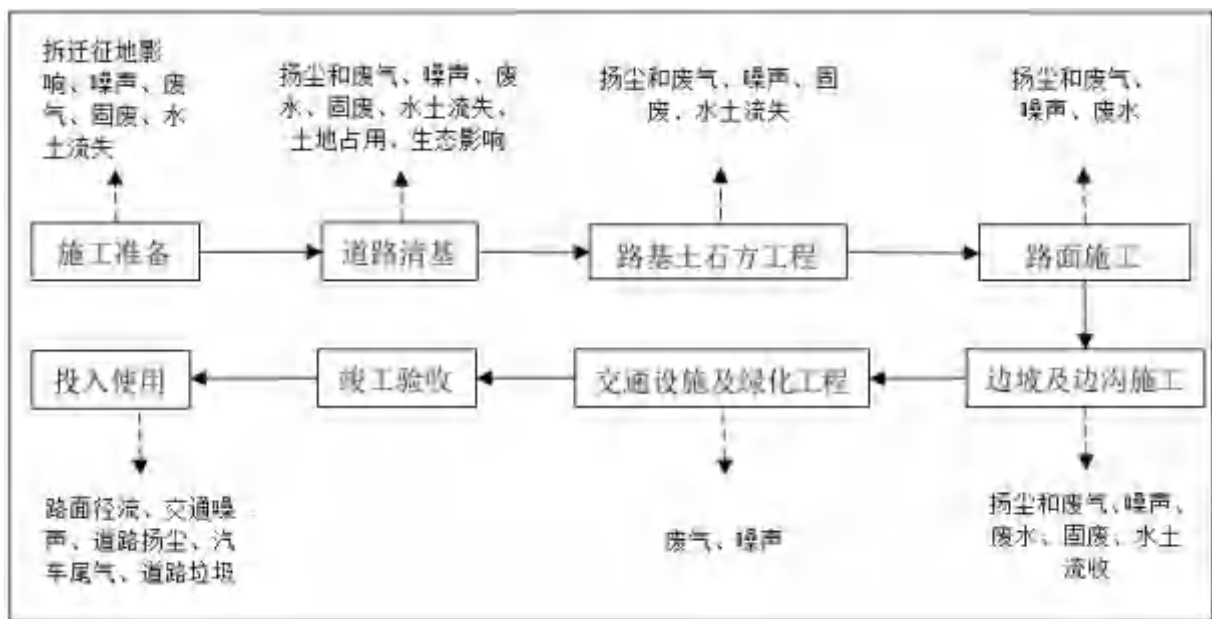 拆迁征地影
响、噪声、废
气、固废、水
土流失
扬尘和废气、噪声、废
水、固废、水土流失、
土地占用、生态影响
扬尘和废气、噪声、固
废、水土流失
扬尘和废气、
噪声、废水
施工准备
道路清基
路基土石方工程
路面施工
投入使用
竣工验收
交通设施及绿化工程
边坡及边沟施工
路面径流、交通噪
声、道路扬尘、汽
车尾气、道路垃圾
废气、噪声
扬尘和废气、噪声、
废水、固废、水土
流收